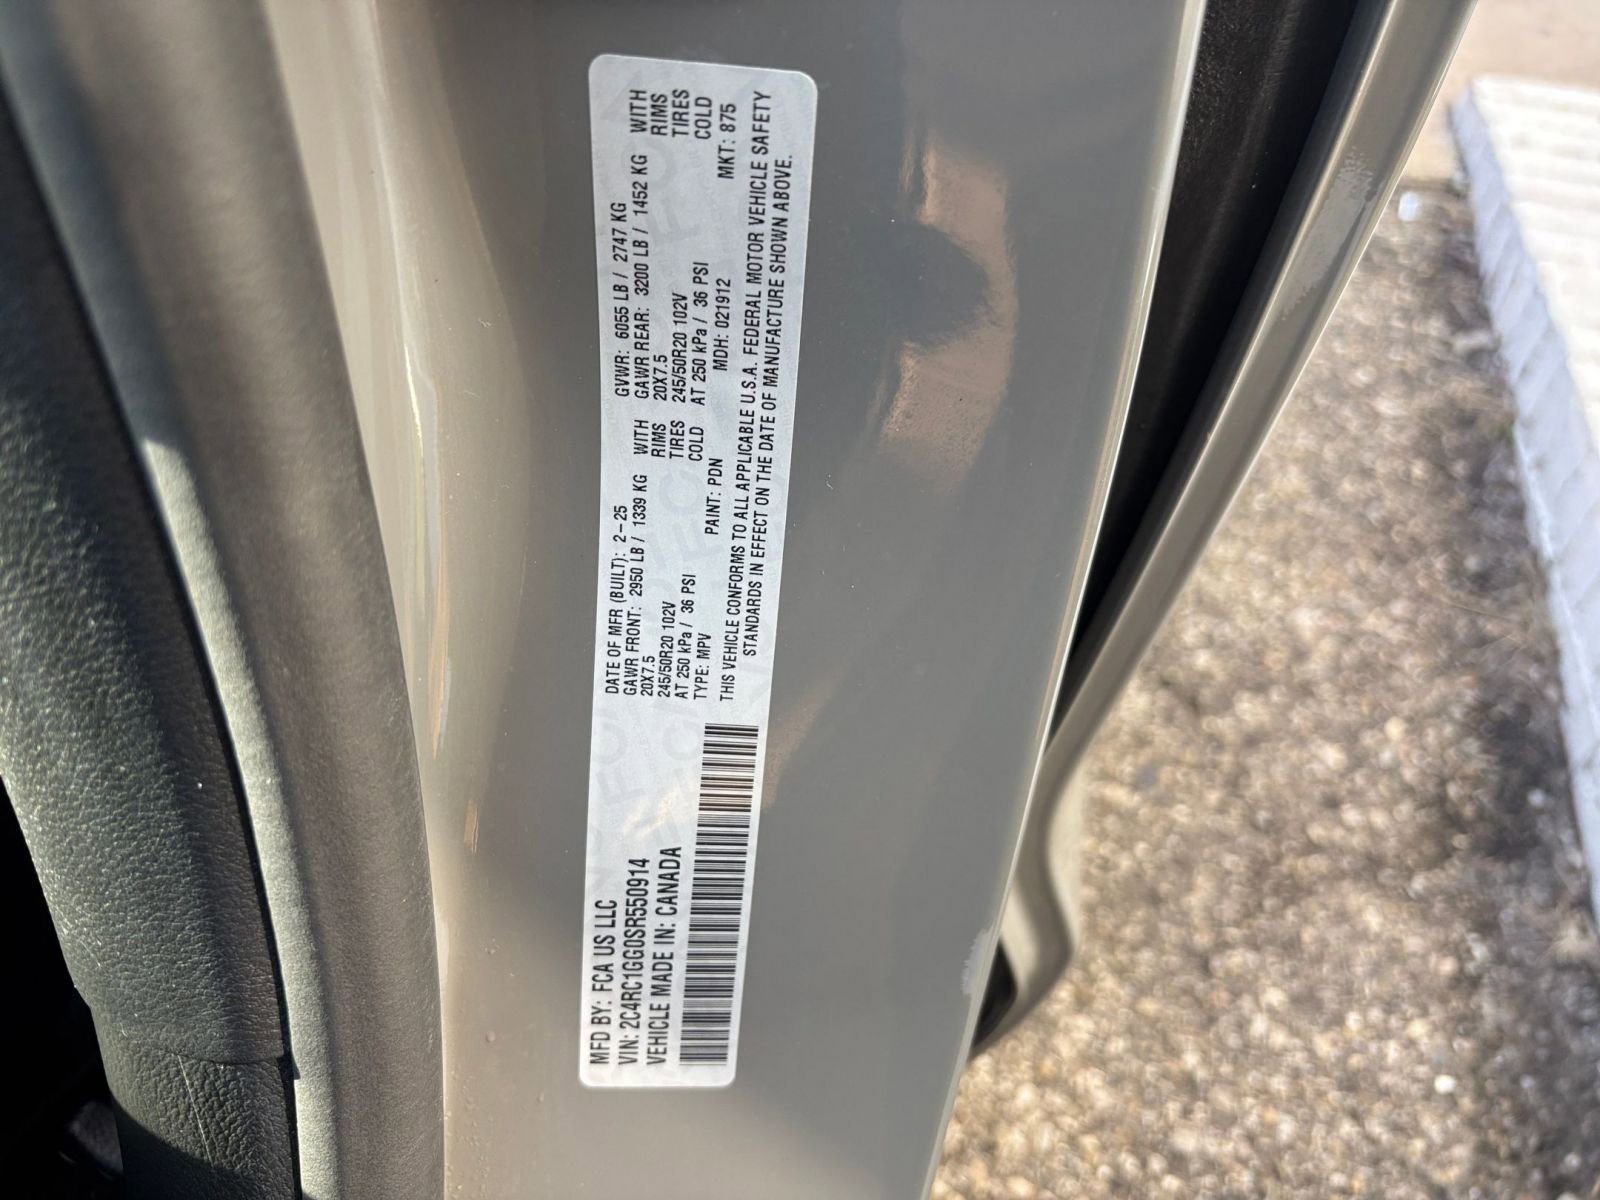 MFD BY: FCA US LLC
VIN: 2C4RC1GG0SR550914
VEHICLE MADE IN: CANADA
DATE OF MFR (BUILT): 2-25 GVWR: 6055 LB / 2747 KG
GAWR FRONT: 2950 LB / 1339 KG WITH GAWR REAR: 3200 LB / 1452 KG WITH
20X7.5 RIMS 20X7.5 RIMS
245/50R20 102V TIRES 245/50R20 102V TIRES
AT 250 kPa / 36 PSI COLD AT 250 kPa / 36 PSI COLD
TYPE: MPV PAINT: PDN MDH: 021912 MKT: 875
THIS VEHICLE CONFORMS TO ALL APPLICABLE U.S.A. FEDERAL MOTOR VEHICLE SAFETY
STANDARDS IN EFFECT ON THE DATE OF MANUFACTURE SHOWN ABOVE.